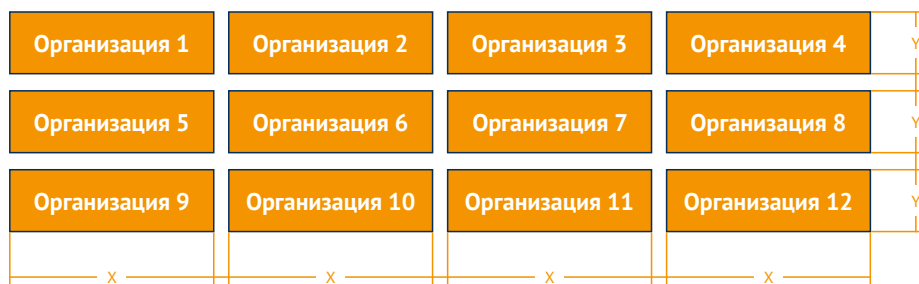 Организация 1 Организация 2 Организация 3 Организация 4
Y
Организация 5 Организация 6 Организация 7 Организация 8
Y
Организация 9 Организация 10 Организация 11 Организация 12
Y
X X X X